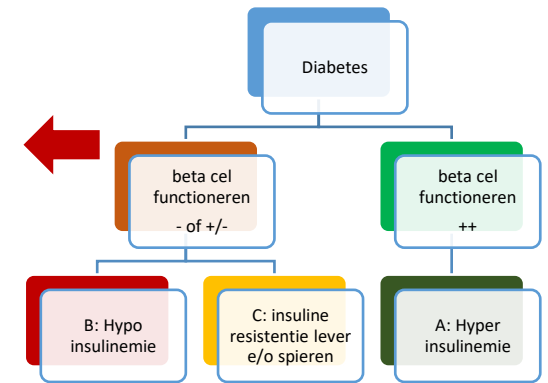 Diabetes
beta cel
functioneren
- of +/-
beta cel
functioneren
++
B: Hypo
insulinemie
C: insuline
resistentie lever
e/o spieren
A: Hyper
insulinemie